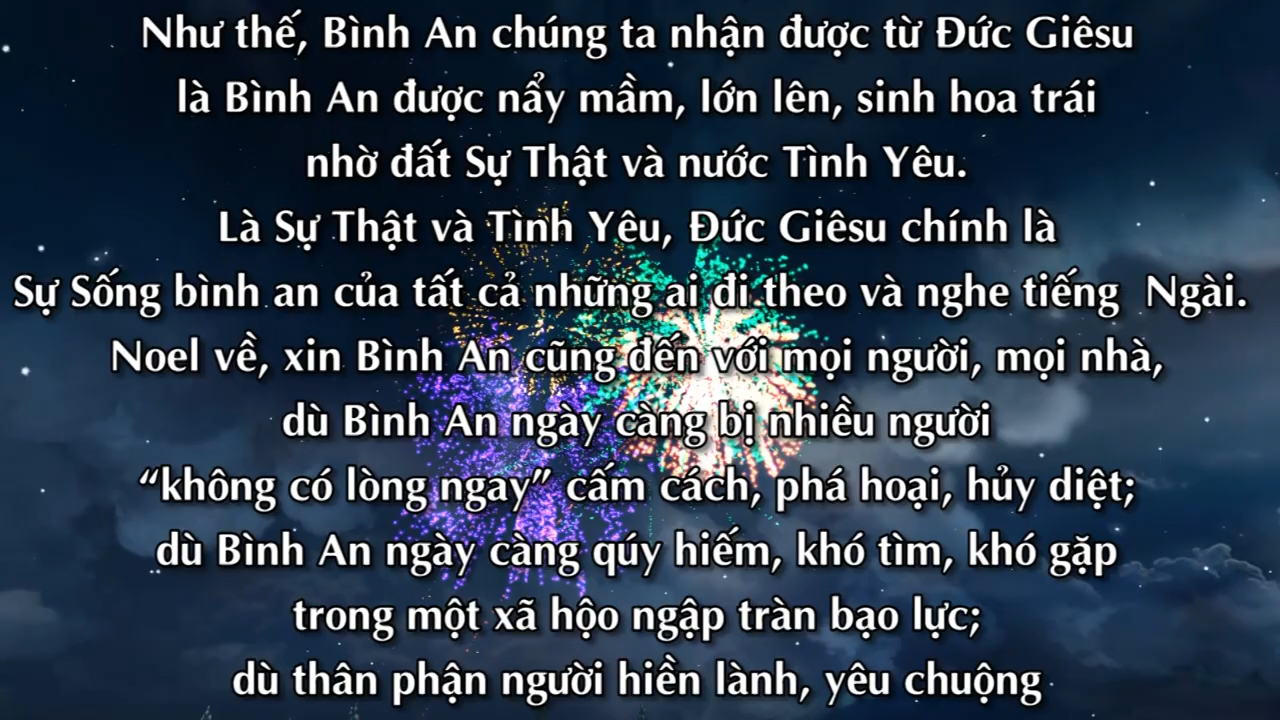 Như thế, Bình An chúng ta nhận được từ Đức Giêsu
là Bình An được nẩy mầm, lớn lên, sinh hoa trái
nhờ đất Sự Thật và nước Tình Yêu.
Là Sự Thật và Tình Yêu, Đức Giêsu chính là
Sự Sống bình an của tất cả những ai đi theo và nghe tiếng Ngài.
Noel về, xin Bình An cũng đến với mọi người, mọi nhà,
dù Bình An ngày càng bị nhiều người
“không có lòng ngay” cấm cách, phá hoại, hủy diệt;
dù Bình An ngày càng qúy hiếm, khó tìm, khó gặp
trong một xã hộo ngập tràn bạo lực;
dù thân phận người hiền lành, yêu chuộng